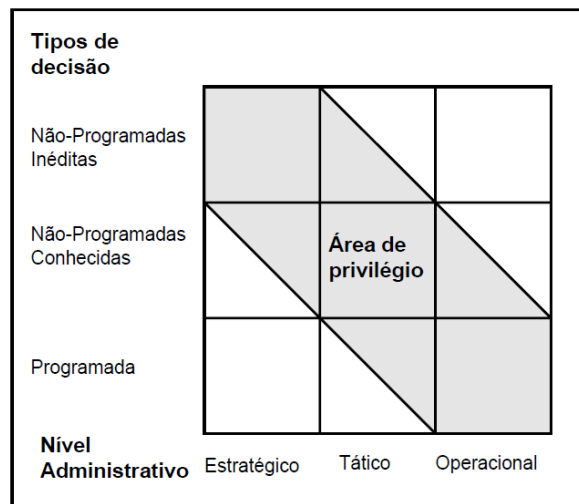 Tipos de
decisão
Não-Programadas
Inéditas
Não-Programadas
Conhecidas
Área de
privilégio
Programada
Nível
Administrativo
Estratégico
Tático
Operacional